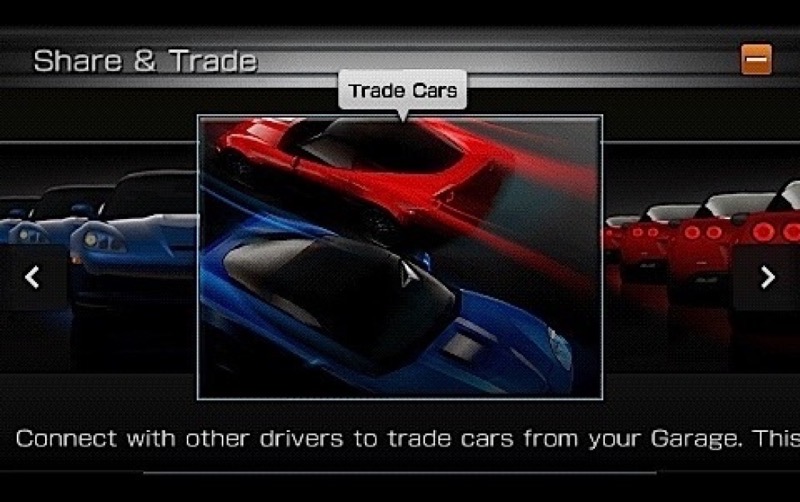 Share & Trade
Trade Cars
Connect with other drivers to trade cars from your Garage. This